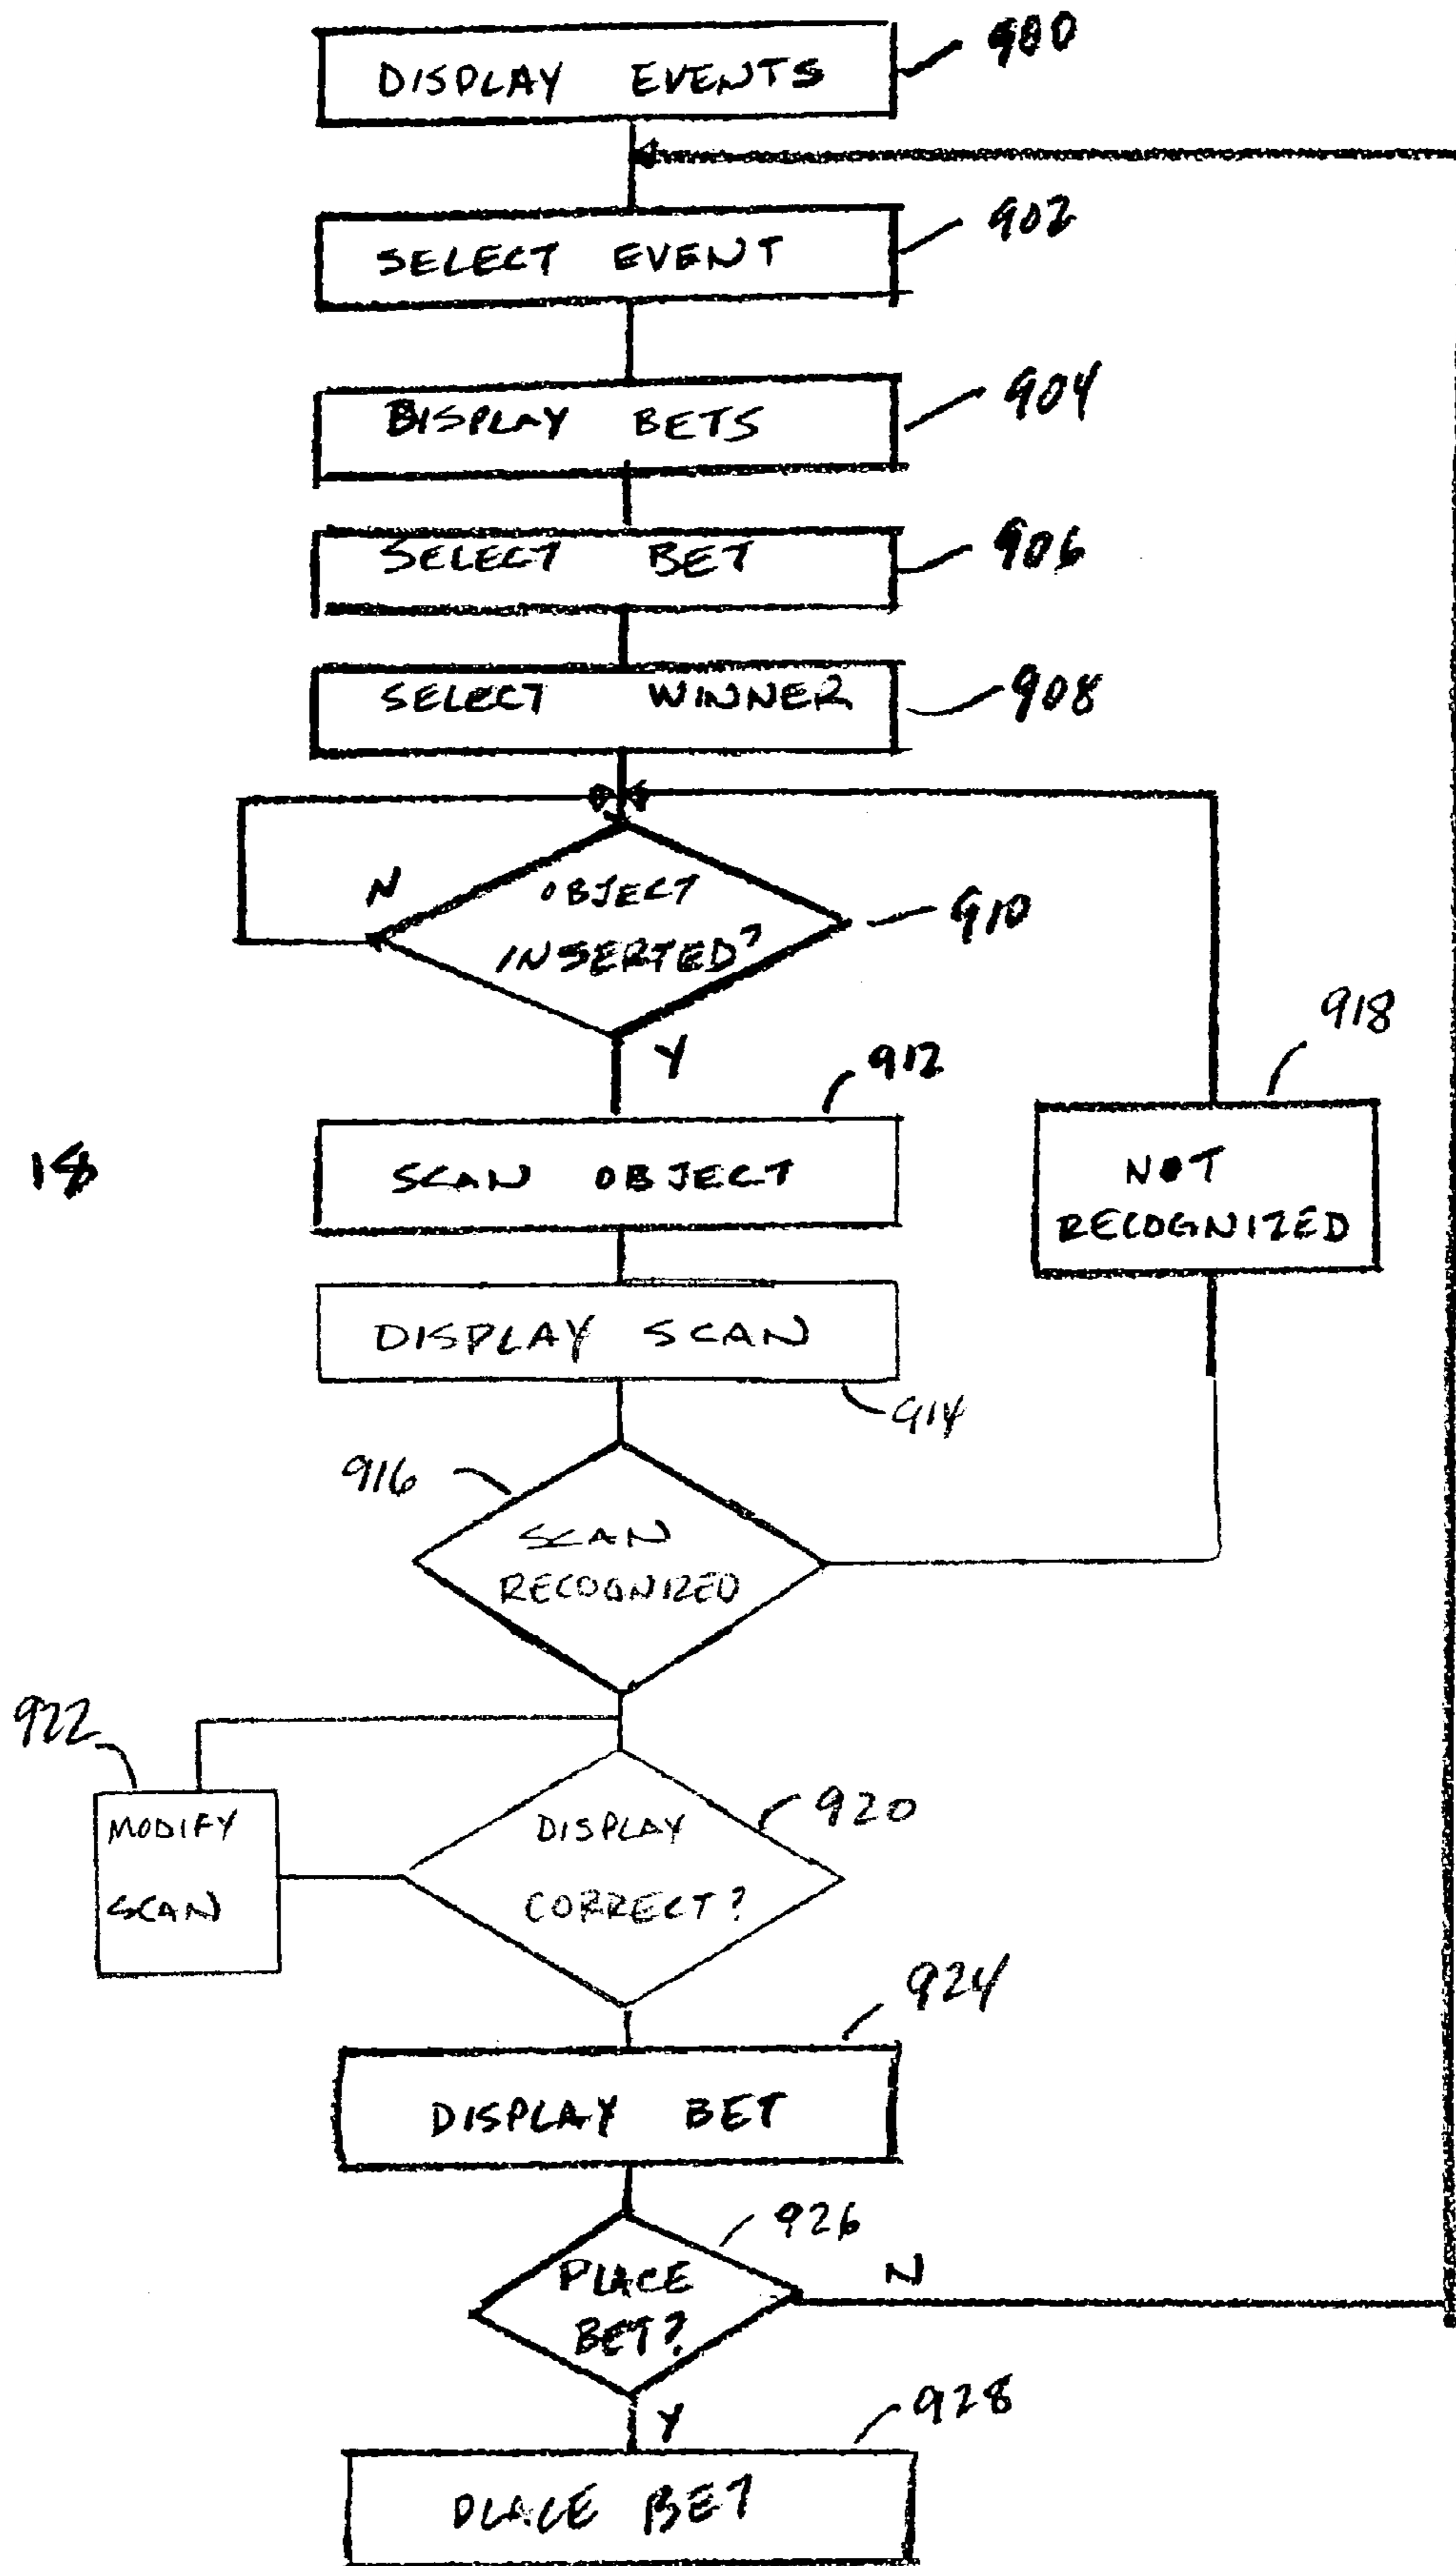 900
DISPLAY EVENTS
902
SELECT EVENT
904
DISPLAY BETS
906
SELECT BET
908
SELECT WINNER
N
OBJECT
INSERTED?
910
Y
912
918
18
SCAN OBJECT
NOT
RECOGNIZED
DISPLAY SCAN
914
916
SCAN
RECOGNIZED
922
920
MODIFY
SCAN
DISPLAY
CORRECT?
924
DISPLAY BET
926
N
PLACE
BET?
Y
928
PLACE BET